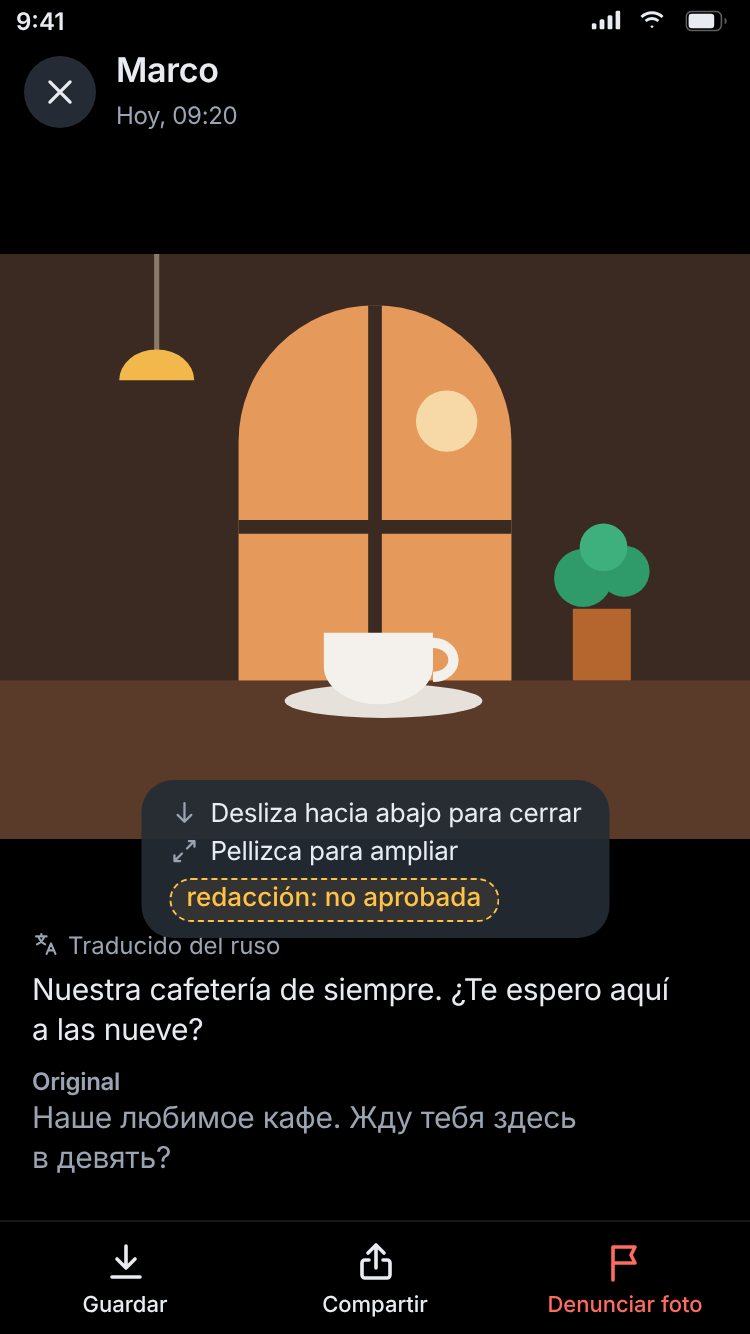 9:41
Marco
Hoy, 09:20
Desliza hacia abajo para cerrar
Pellizca para ampliar
redacción: no aprobada
Traducido del ruso
Nuestra cafetería de siempre. ¿Te espero aquí
a las nueve?
Original
Наше любимое кафе. Жду тебя здесь
в девять?
Guardar
Compartir
Denunciar foto